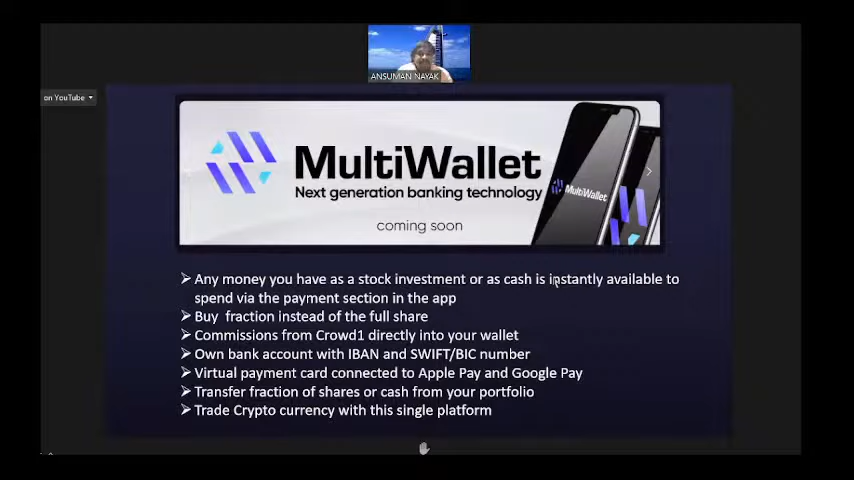 ANSUMAN NAYAK
on YouTube
MultiWallet
Next generation banking technology
coming soon
MultiWallet
➢ Any money you have as a stock investment or as cash is instantly available to
spend via the payment section in the app
➢ Buy fraction instead of the full share
➢ Commissions from Crowd1 directly into your wallet
➢ Own bank account with IBAN and SWIFT/BIC number
➢ Virtual payment card connected to Apple Pay and Google Pay
➢ Transfer fraction of shares or cash from your portfolio
➢ Trade Crypto currency with this single platform